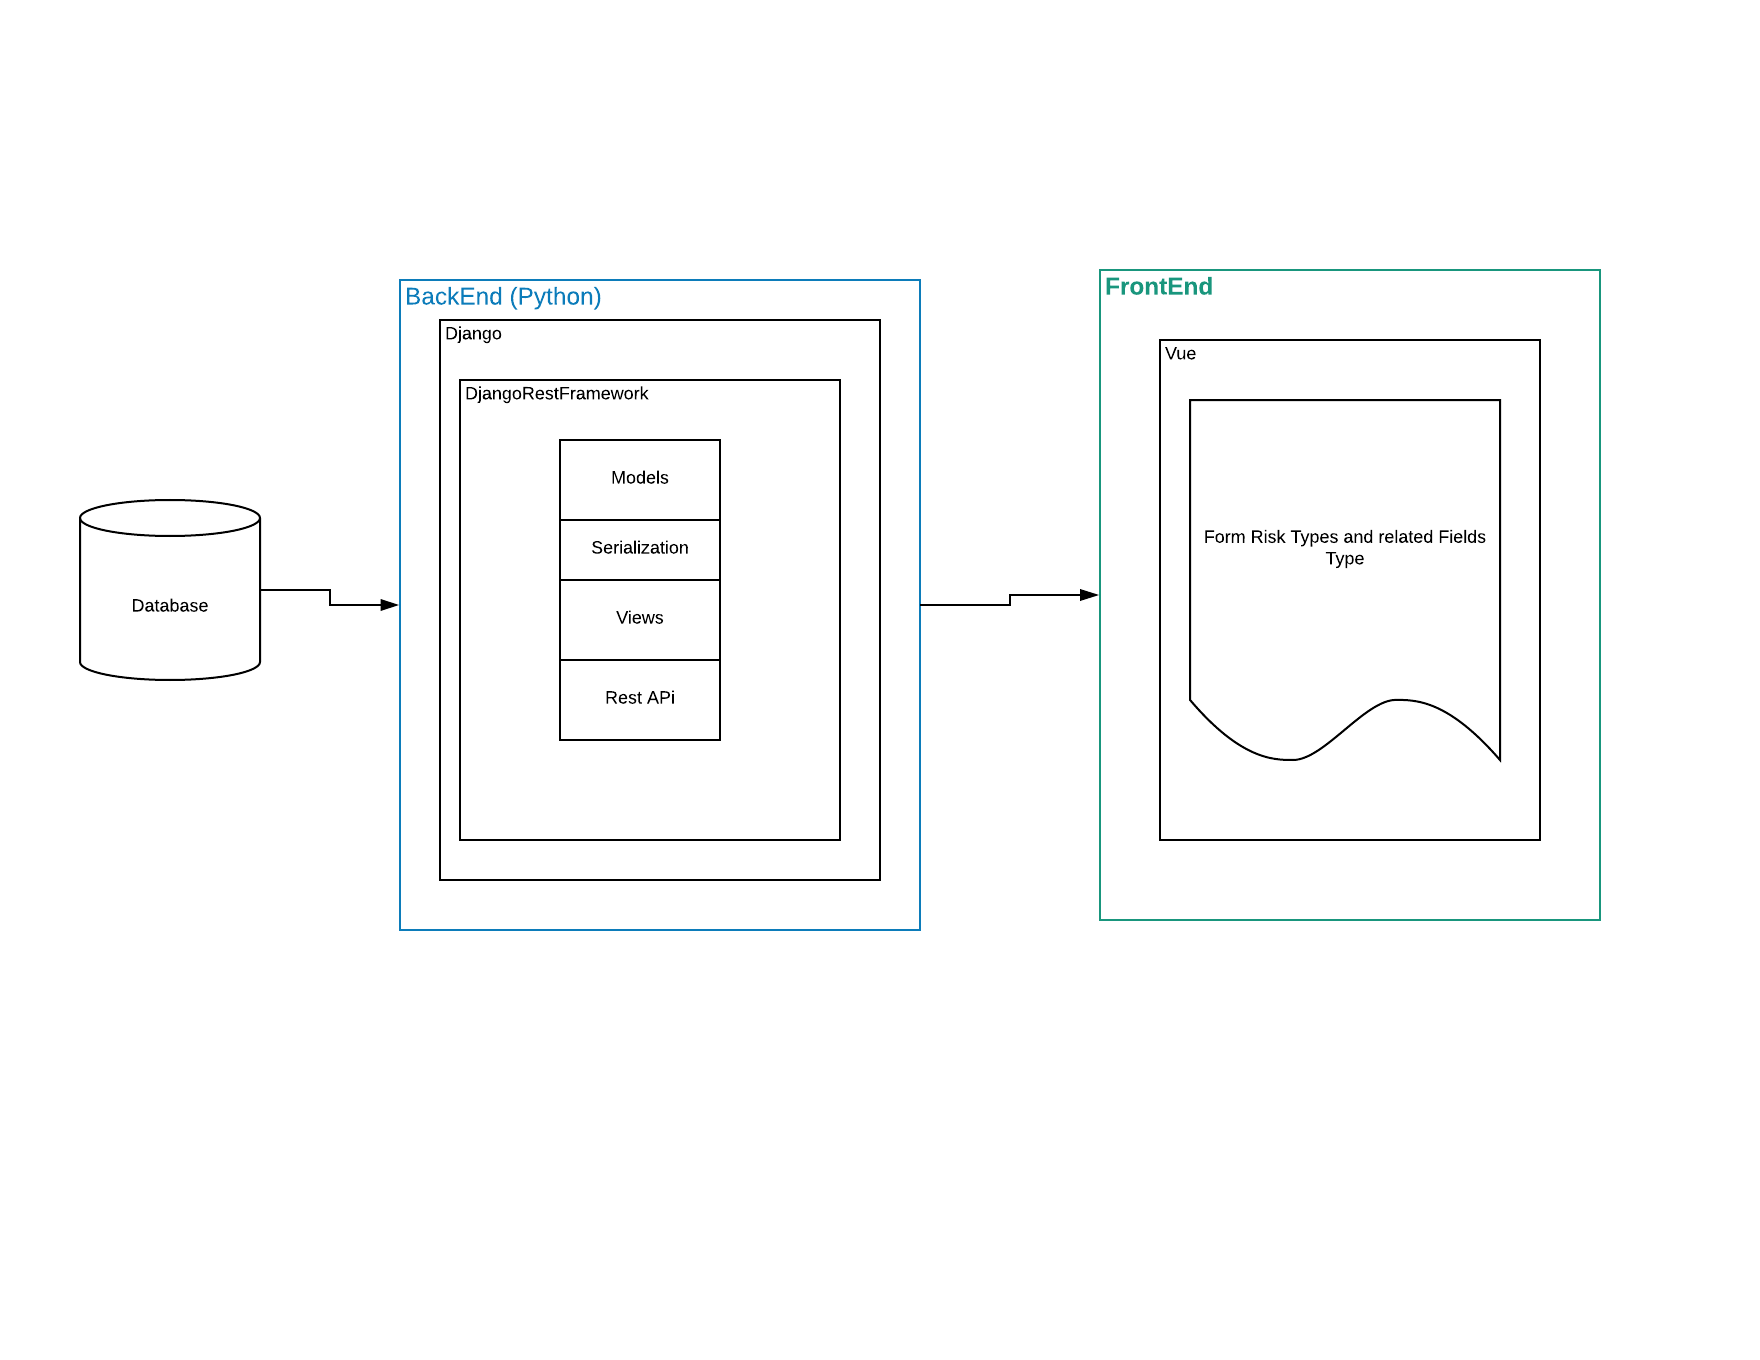 Database
BackEnd (Python)
Django
DjangoRestFramework
Models
Serialization
Views
Rest APi
FrontEnd
Vue
Form Risk Types and related Fields
Type